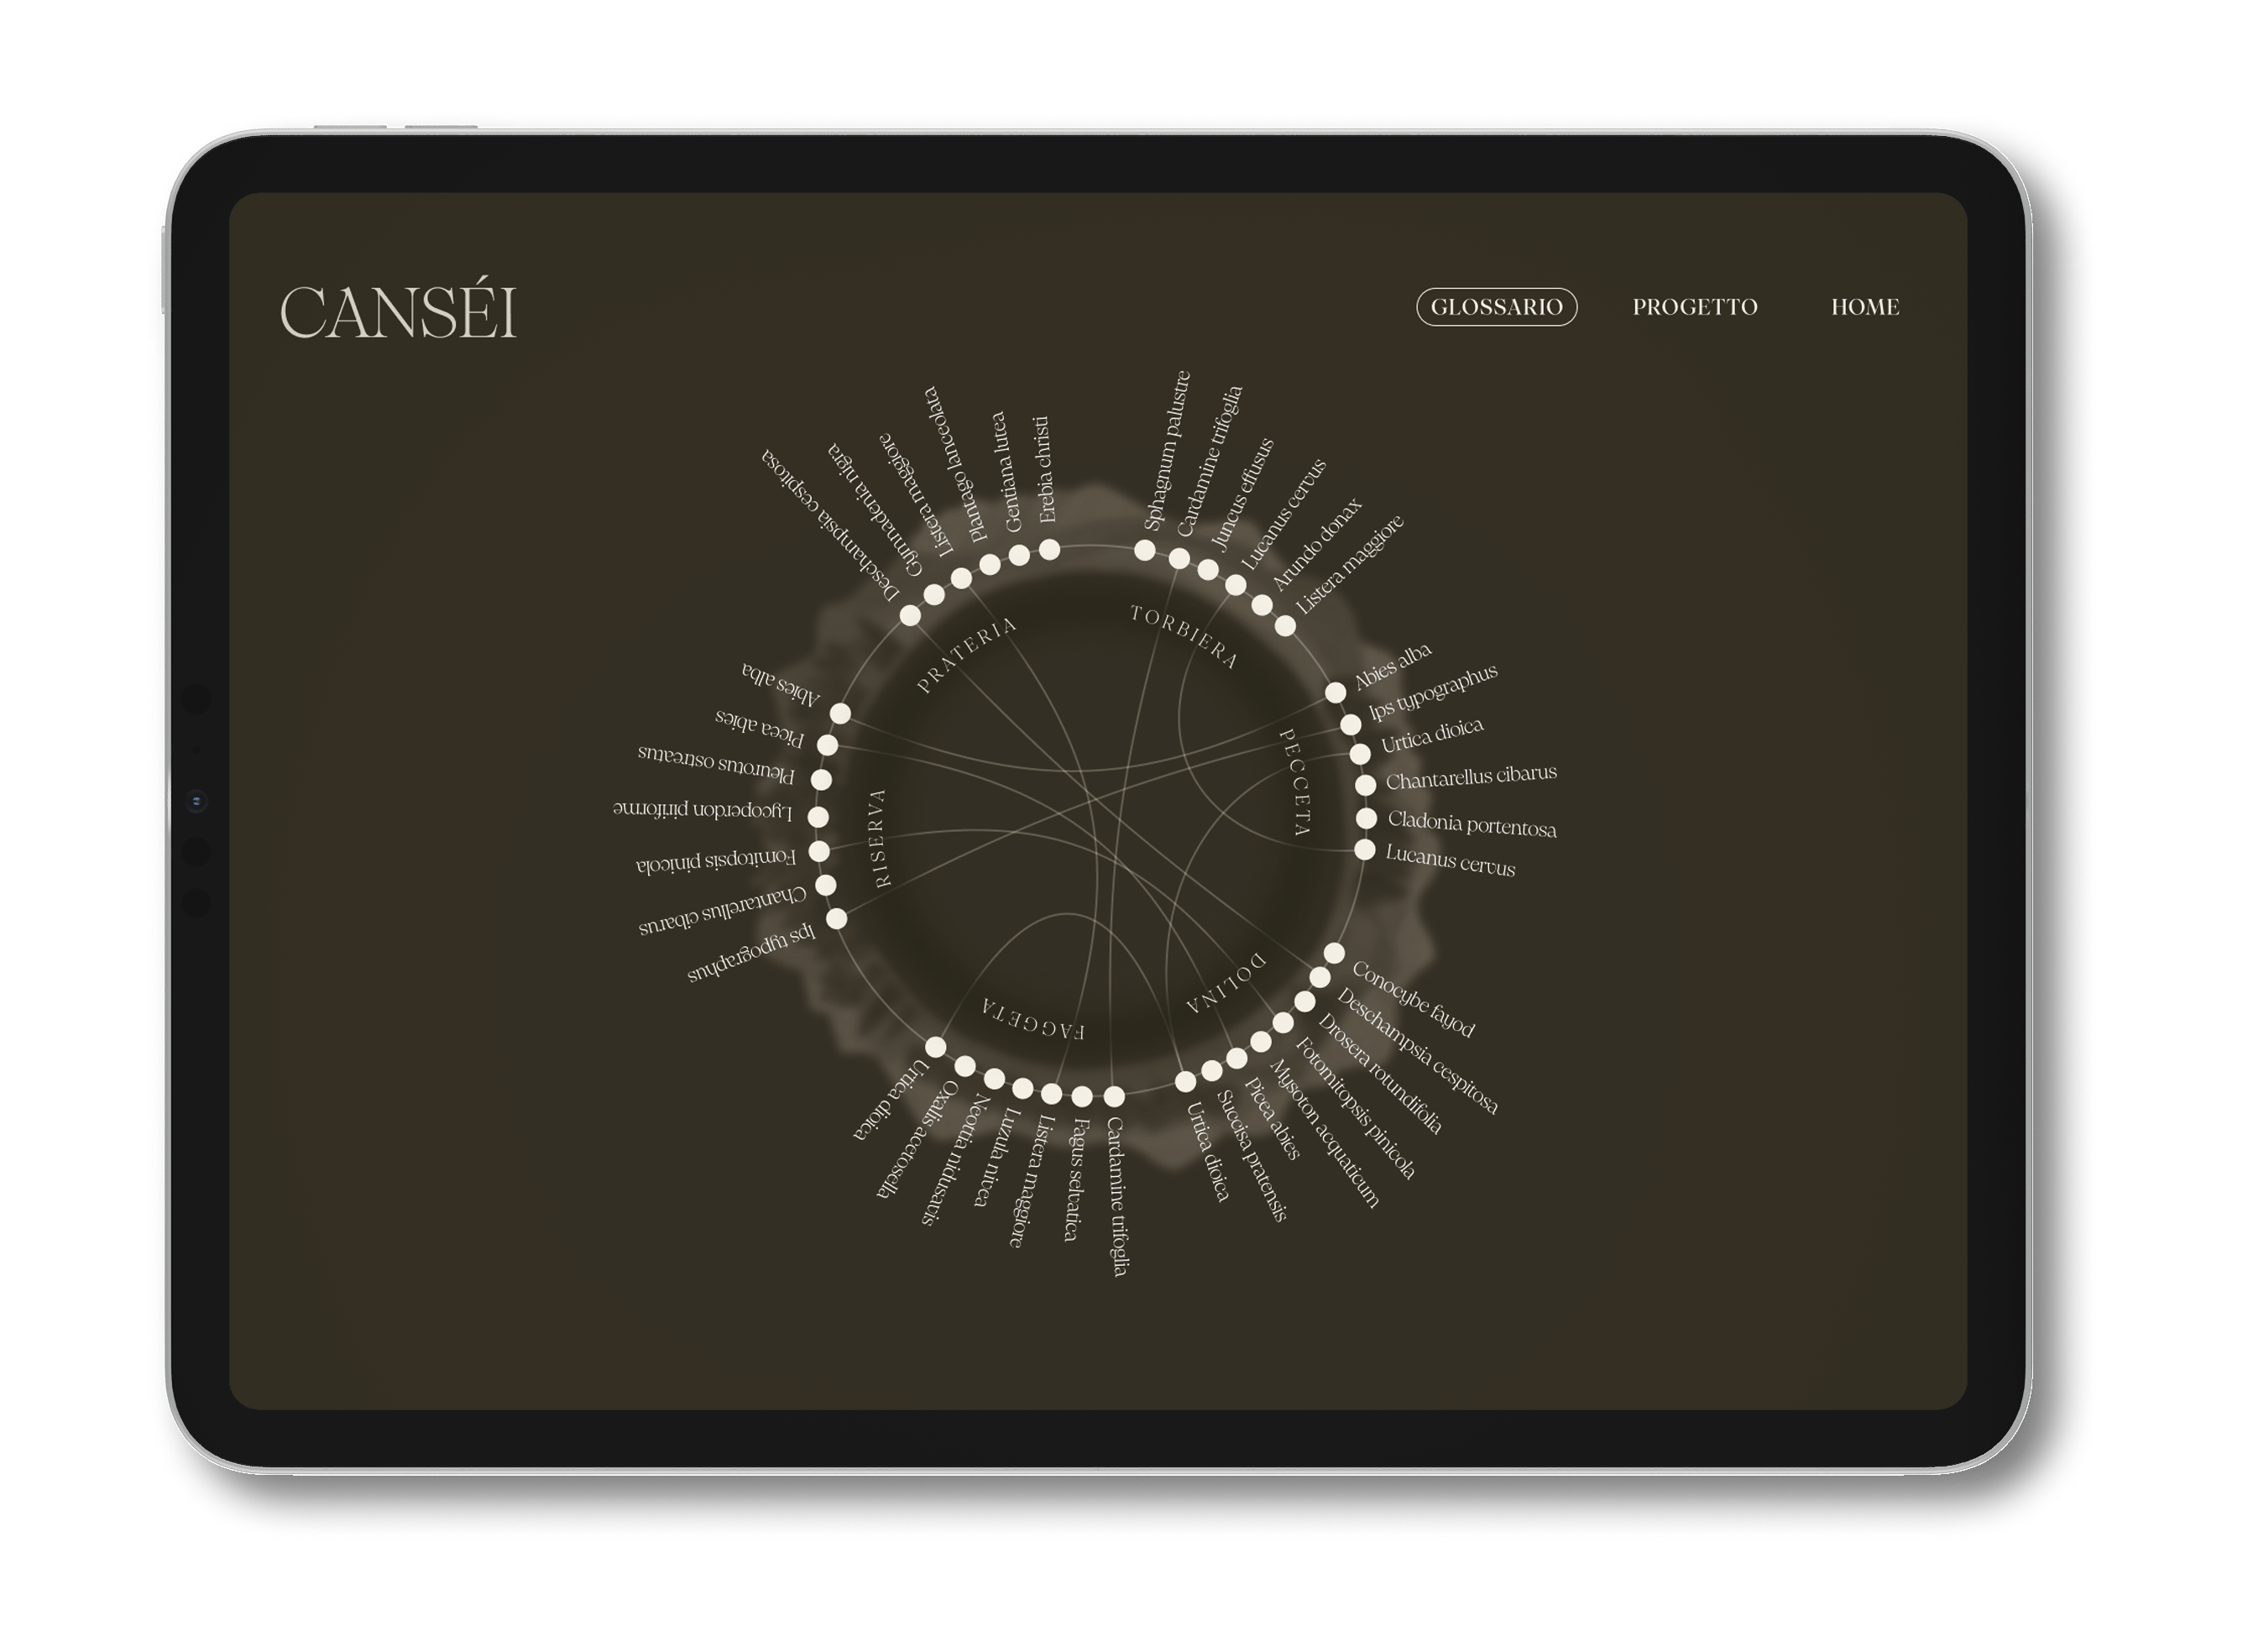 CANSÉI
GLOSSARIO
PROGETTO
HOME
PRATERIA
Deschampsia cespitosa
Gymnadenia nigra
Listera maggiore
Plantago lanceolata
Gentiana lutea
Erebia christi
TORBIERA
Sphagnum palustre
Cardamine trifoglia
Juncus effusus
Lucanus cervus
Arundo donax
Listera maggiore
PECCETA
Abies alba
Ips typographus
Urtica dioica
Chantarellus cibarus
Cladonia portentosa
Lucanus cervus
DOLINA
Conocybe fayod
Deschampsia cespitosa
Drosera rotundifolia
Fotomitopsis pinicola
Mysoton acquaticum
Picea abies
Succisa pratensis
Urtica dioica
FAGGETA
Cardamine trifoglia
Fagus selvatica
Listera maggiore
Luzula nivea
Neottia nidusavis
Oxalis acetosella
Urtica dioica
RISERVA
Ips typographus
Chantarellus cibarus
Fomitopsis pinicola
Lycoperdon piriforme
Pleurotus ostreatus
Picea abies
Abies alba